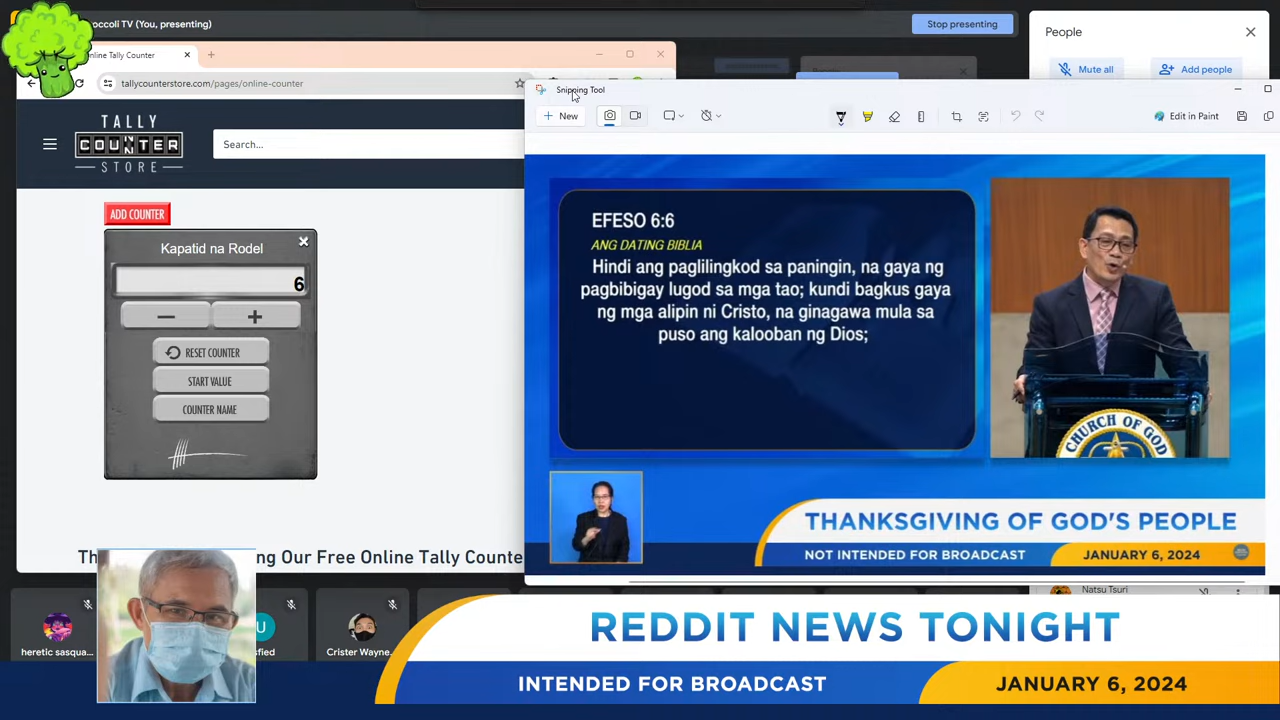 occoli TV (You, presenting)
Stop presenting
People
nline Tally Counter
Mute all
Add people
tallycounterstore.com/pages/online-counter
Snipping Tool
New
Edit in Paint
TALLY
COUNTER
STORE
Search...
ADD COUNTER
Kapatid na Rodel
6
RESET COUNTER
START VALUE
COUNTER NAME
EFESO 6:6
ANG DATING BIBLIA
Hindi ang paglilingkod sa paningin, na gaya ng
pagbibigay lugod sa mga tao; kundi bagkus gaya
ng mga alipin ni Cristo, na ginagawa mula sa
puso ang kalooban ng Dios;
CHURCH OF GOD
THANKSGIVING OF GOD'S PEOPLE
NOT INTENDED FOR BROADCAST
JANUARY 6, 2024
Th
ng Our Free Online Tally Counte
Natsu Tsuri
heretic sasqua...
U
sfied
Crister Wayne...
REDDIT NEWS TONIGHT
INTENDED FOR BROADCAST
JANUARY 6, 2024